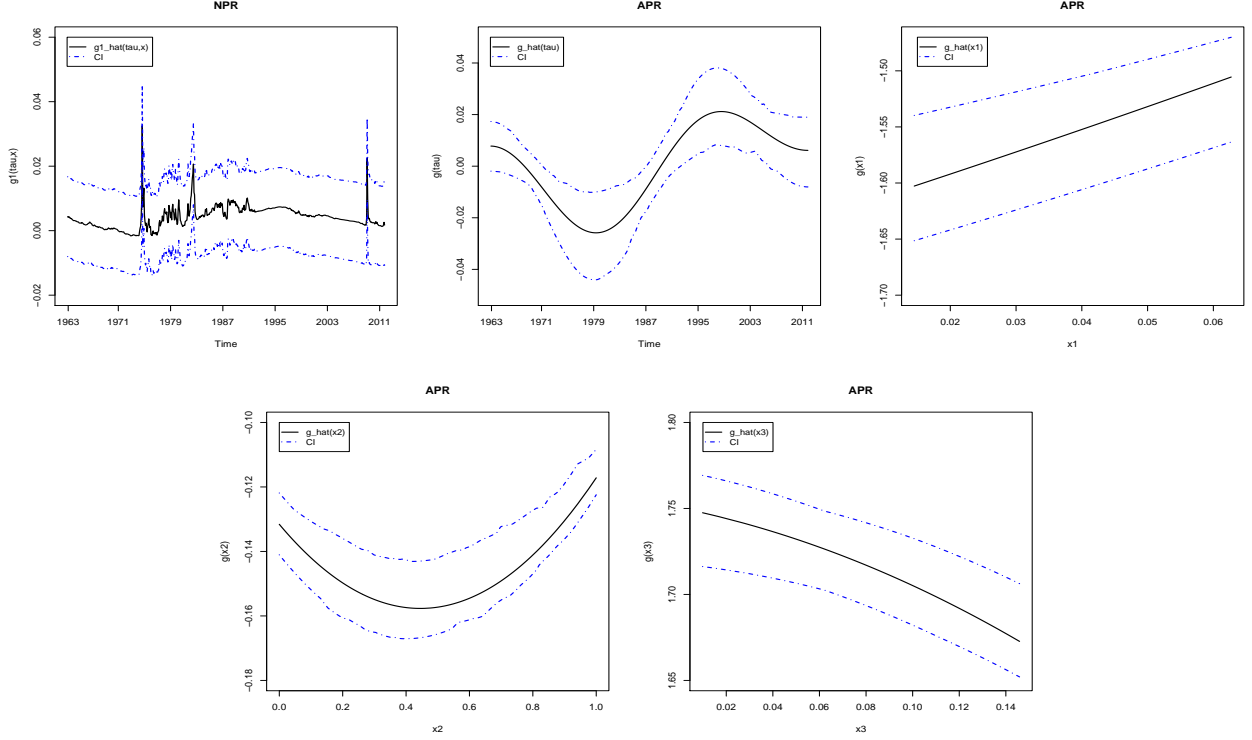 NPR
g1_hat(tau,x)
CI
g1(tau,x)
0.06
0.04
0.02
0.00
−0.02
1963 1971 1979 1987 1995 2003 2011
Time
APR
g_hat(tau)
CI
g(tau)
0.04
0.02
0.00
−0.02
−0.04
1963 1971 1979 1987 1995 2003 2011
Time
APR
g_hat(x1)
CI
g(x1)
−1.50
−1.55
−1.60
−1.65
−1.70
0.02 0.03 0.04 0.05 0.06
x1
APR
g_hat(x2)
CI
g(x2)
−0.10
−0.12
−0.14
−0.16
−0.18
0.0 0.2 0.4 0.6 0.8 1.0
x2
APR
g_hat(x3)
CI
g(x3)
1.80
1.75
1.70
1.65
0.02 0.04 0.06 0.08 0.10 0.12 0.14
x3